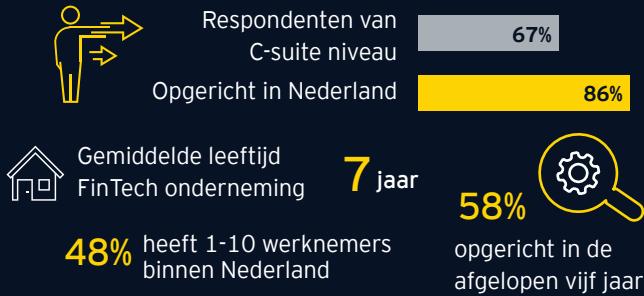 Respondenten van
C-suite niveau
67%
Opgericht in Nederland
86%
Gemiddelde leeftijd
FinTech onderneming
7 jaar
48% heeft 1-10 werknemers
binnen Nederland
58%
opgericht in de
afgelopen vijf jaar